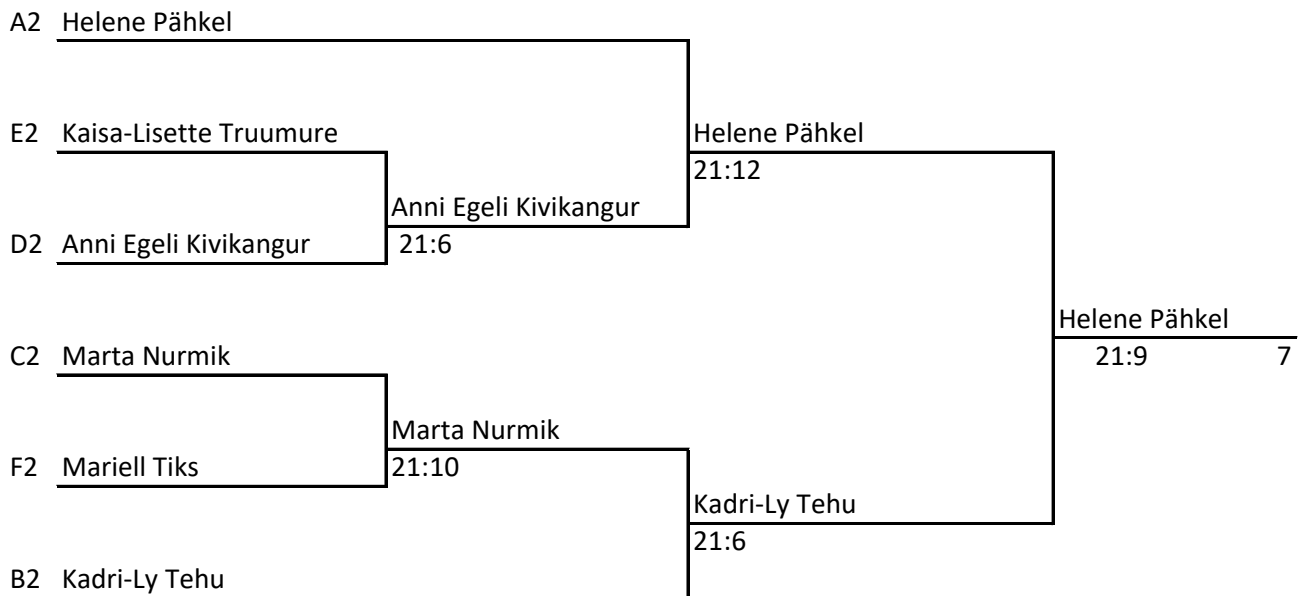 A2 Helene Pähkel
E2 Kaisa-Lisette Truumure
Helene Pähkel
21:12
Anni Egeli Kivikangur
D2 Anni Egeli Kivikangur
21:6
Helene Pähkel
C2 Marta Nurmik
21:9 7
Marta Nurmik
F2 Mariell Tiks
21:10
Kadri-Ly Tehu
21:6
B2 Kadri-Ly Tehu